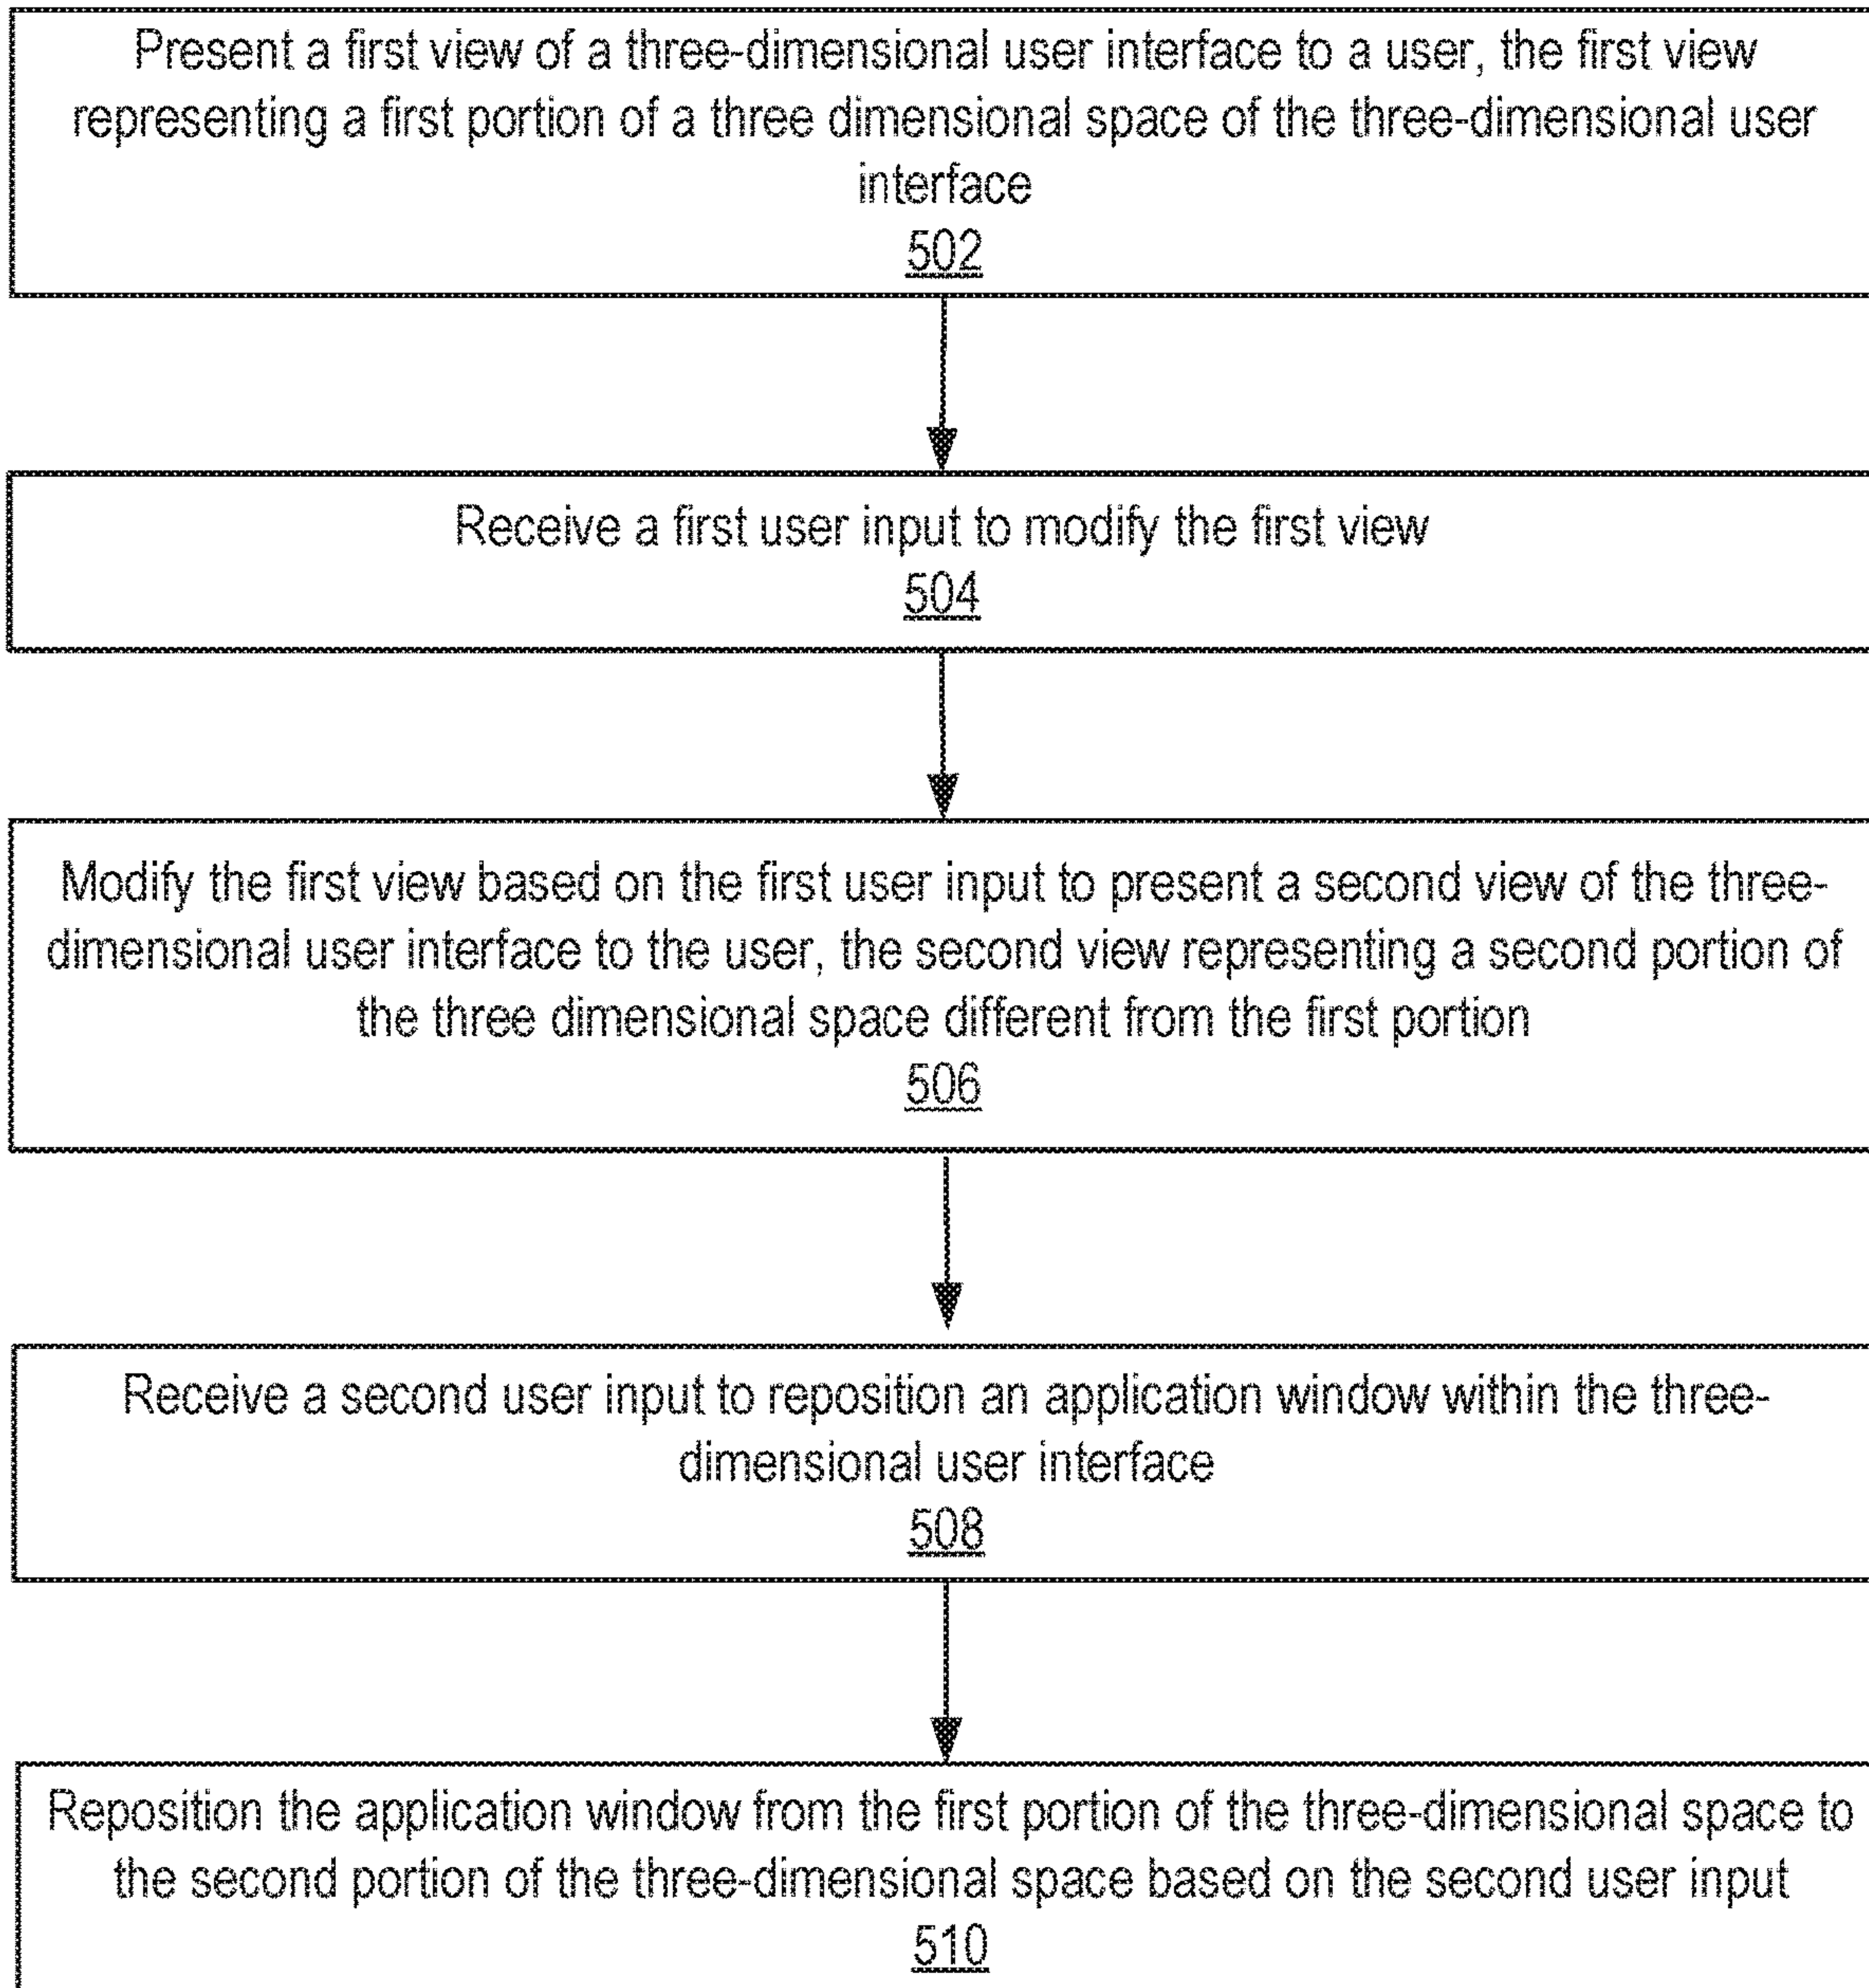 Present a first view of a three-dimensional user interface to a user, the first view
representing a first portion of a three dimensional space of the three-dimensional user
interface
502
Receive a first user input to modify the first view
504
Modify the first view based on the first user input to present a second view of the three-
dimensional user interface to the user, the second view representing a second portion of
the three dimensional space different from the first portion
506
Receive a second user input to reposition an application window within the three-
dimensional user interface
508
Reposition the application window from the first portion of the three-dimensional space to
the second portion of the three-dimensional space based on the second user input
510